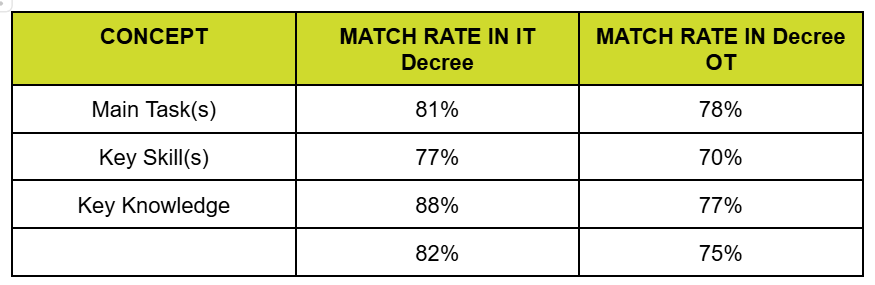 CONCEPT
MATCH RATE IN IT
Decree
MATCH RATE IN Decree
OT
Main Task(s)
81%
78%
Key Skill(s)
77%
70%
Key Knowledge
88%
77%
82%
75%